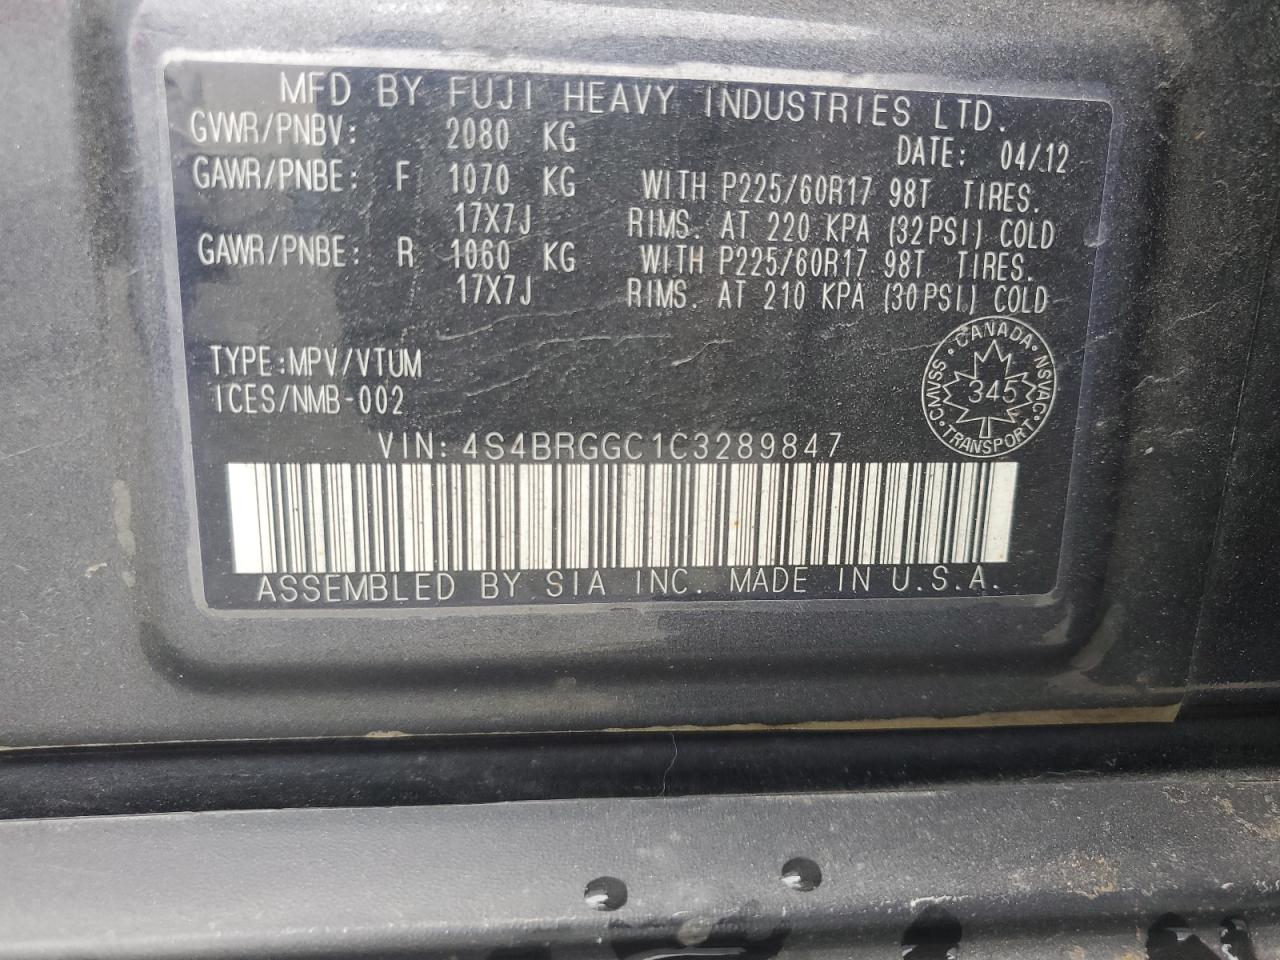 MFD BY FUJI HEAVY INDUSTRIES LTD.
GVWR/PNBV: 2080 KG DATE: 04/12
GAWR/PNBE: F 1070 KG WITH P225/60R17 98T TIRES.
17X7J RIMS. AT 220 KPA (32PSI) COLD
GAWR/PNBE: R 1060 KG WITH P225/60R17 98T TIRES.
17X7J RIMS. AT 210 KPA (30PSI) COLD
TYPE:MPV/VTUM
ICES/NMB-002
CANADA • NSVAC • TRANSPORT • CMVSS
345
VIN: 4S4BRGGC1C3289847
ASSEMBLED BY SIA INC. MADE IN U.S.A.